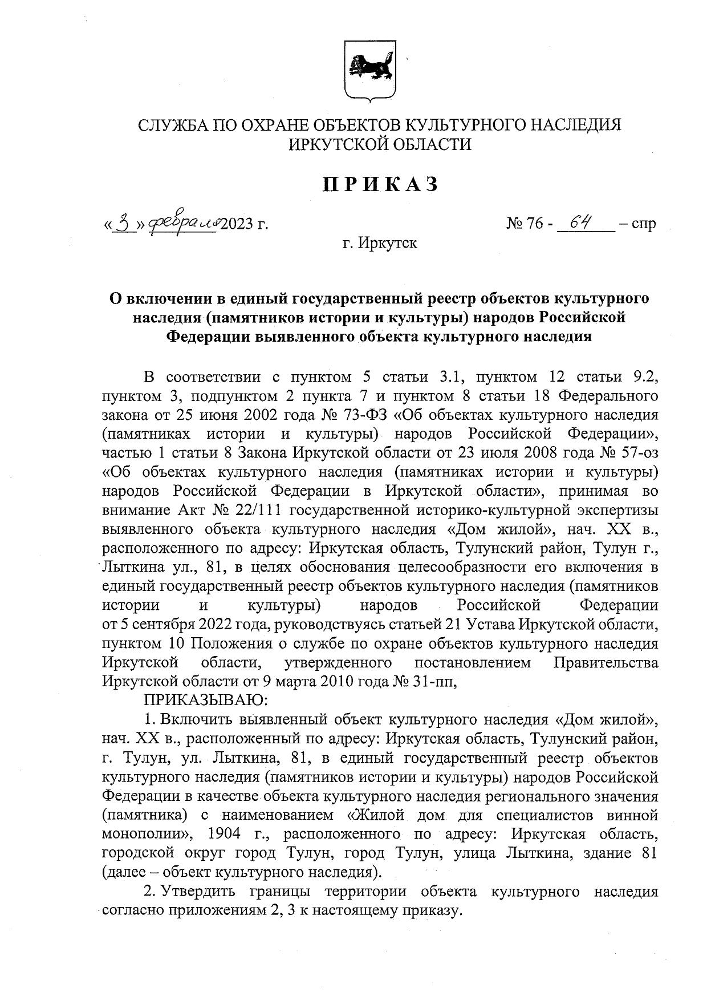 СЛУЖБА ПО ОХРАНЕ ОБЪЕКТОВ КУЛЬТУРНОГО НАСЛЕДИЯ
ИРКУТСКОЙ ОБЛАСТИ
ПРИКАЗ
«3» февраля 2023 г. № 76 - 64 – спр
г. Иркутск
О включении в единый государственный реестр объектов культурного
наследия (памятников истории и культуры) народов Российской
Федерации выявленного объекта культурного наследия
В соответствии с пунктом 5 статьи 3.1, пунктом 12 статьи 9.2,
пунктом 3, подпунктом 2 пункта 7 и пунктом 8 статьи 18 Федерального
закона от 25 июня 2002 года № 73-ФЗ «Об объектах культурного наследия
(памятниках истории и культуры) народов Российской Федерации»,
частью 1 статьи 8 Закона Иркутской области от 23 июля 2008 года № 57-оз
«Об объектах культурного наследия (памятниках истории и культуры)
народов Российской Федерации в Иркутской области», принимая во
внимание Акт № 22/111 государственной историко-культурной экспертизы
выявленного объекта культурного наследия «Дом жилой», нач. XX в.,
расположенного по адресу: Иркутская область, Тулунский район, Тулун г.,
Лыткина ул., 81, в целях обоснования целесообразности его включения в
единый государственный реестр объектов культурного наследия (памятников
истории и культуры) народов Российской Федерации
от 5 сентября 2022 года, руководствуясь статьей 21 Устава Иркутской области,
пунктом 10 Положения о службе по охране объектов культурного наследия
Иркутской области, утвержденного постановлением Правительства
Иркутской области от 9 марта 2010 года № 31-пп,
ПРИКАЗЫВАЮ:
1. Включить выявленный объект культурного наследия «Дом жилой»,
нач. XX в., расположенный по адресу: Иркутская область, Тулунский район,
г. Тулун, ул. Лыткина, 81, в единый государственный реестр объектов
культурного наследия (памятников истории и культуры) народов Российской
Федерации в качестве объекта культурного наследия регионального значения
(памятника) с наименованием «Жилой дом для специалистов винной
монополии», 1904 г., расположенного по адресу: Иркутская область,
городской округ город Тулун, город Тулун, улица Лыткина, здание 81
(далее – объект культурного наследия).
2. Утвердить границы территории объекта культурного наследия
согласно приложениям 2, 3 к настоящему приказу.